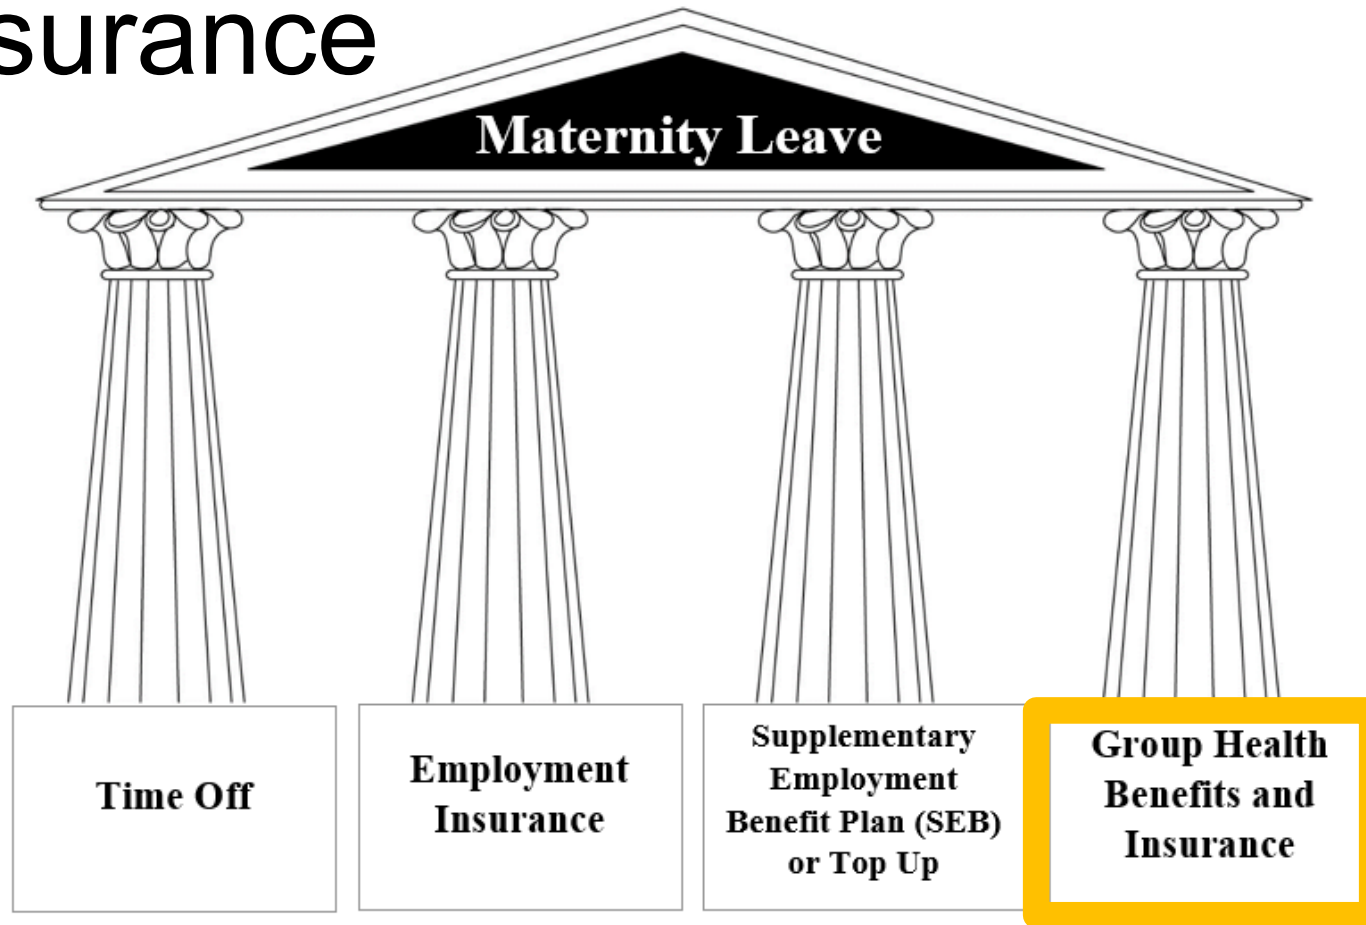 surance
Maternity Leave
Time Off
Employment
Insurance
Supplementary
Employment
Benefit Plan (SEB)
or Top Up
Group Health
Benefits and
Insurance